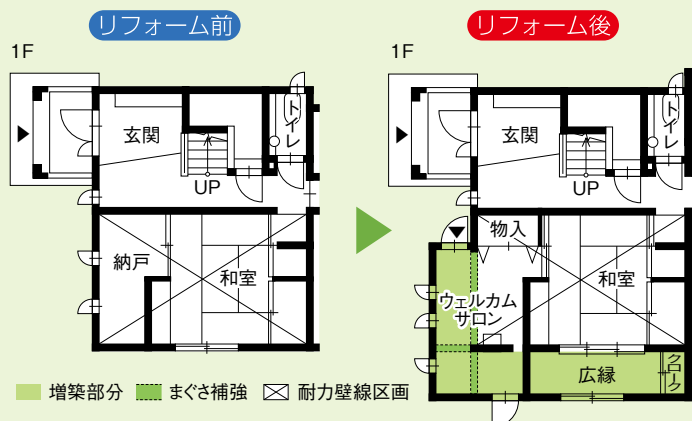 リフォーム前
1F
玄関
トイレ
UP
納戸
和室
リフォーム後
1F
玄関
トイレ
UP
物入
ウェルカム
サロン
和室
広縁
クローク
増築部分
まぐさ補強
耐力壁線区画